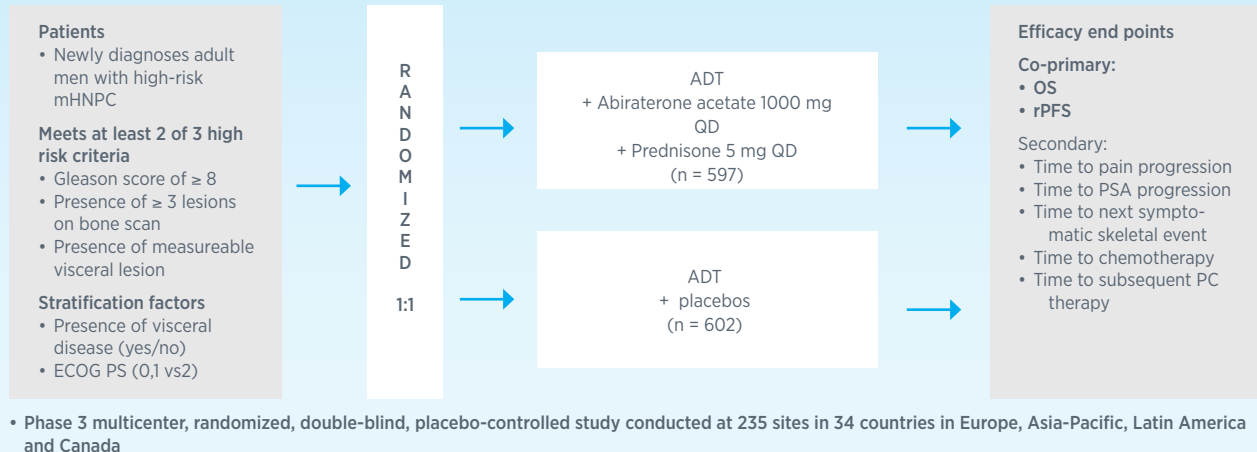 Patients
• Newly diagnoses adult
men with high-risk
mHNPC
Meets at least 2 of 3 high
risk criteria
• Gleason score of ≥ 8
• Presence of ≥ 3 lesions
on bone scan
• Presence of measureable
visceral lesion
Stratification factors
• Presence of visceral
disease (yes/no)
• ECOG PS (0,1 vs2)
R
A
N
D
O
M
I
Z
E
D
1:1
ADT
+ Abiraterone acetate 1000 mg
QD
+ Prednisone 5 mg QD
(n = 597)
ADT
+ placebos
(n = 602)
Efficacy end points
Co-primary:
• OS
• rPFS
Secondary:
• Time to pain progression
• Time to PSA progression
• Time to next sympto-
matic skeletal event
• Time to chemotherapy
• Time to subsequent PC
therapy
• Phase 3 multicenter, randomized, double-blind, placebo-controlled study conducted at 235 sites in 34 countries in Europe, Asia-Pacific, Latin America
and Canada